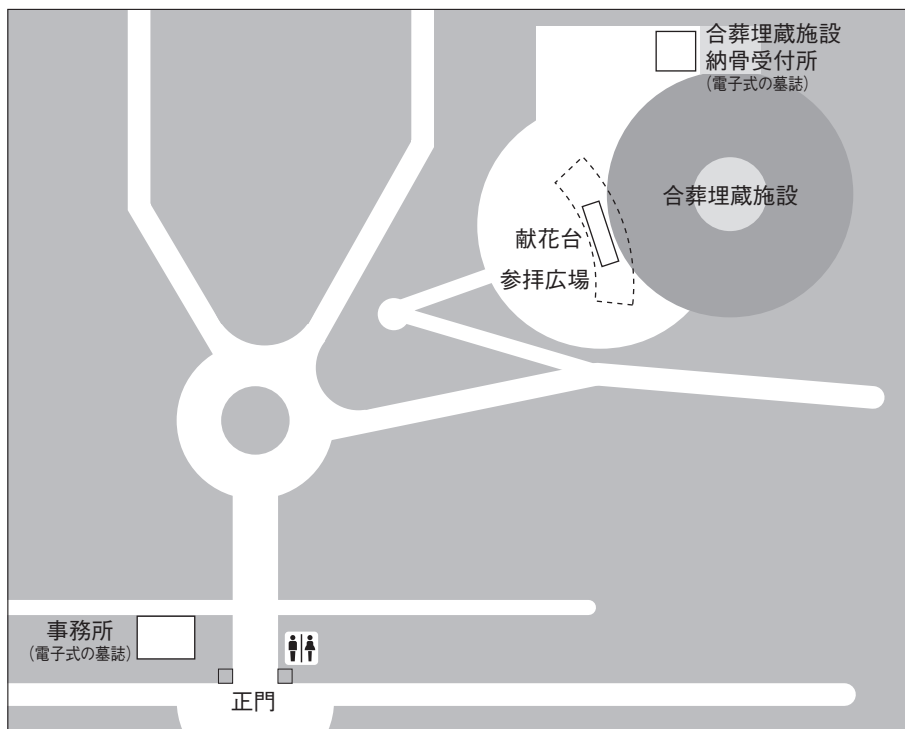 合葬埋蔵施設
納骨受付所
(電子式の墓誌)
合葬埋蔵施設
献花台
参拝広場
事務所
(電子式の墓誌)
正門